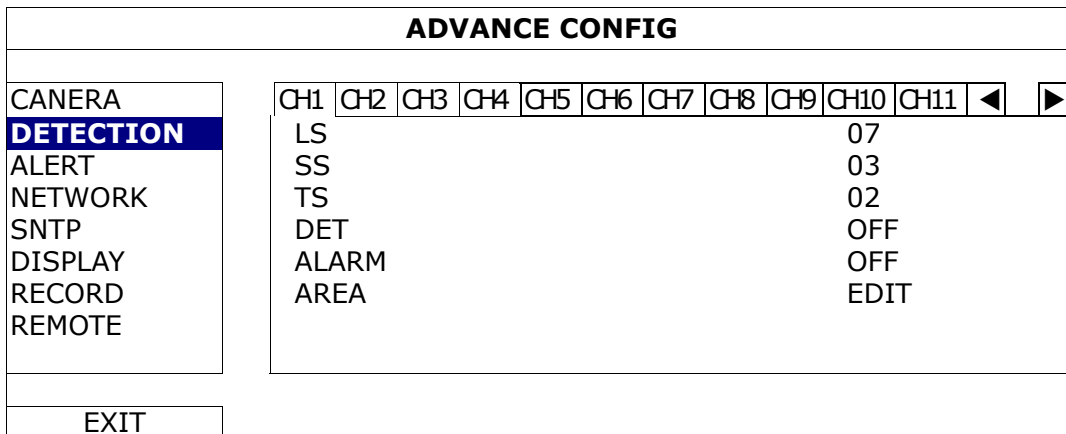 ADVANCE CONFIG
CANERA
DETECTION
ALERT
NETWORK
SNTP
DISPLAY
RECORD
REMOTE
CH1 CH2 CH3 CH4 CH5 CH6 CH7 CH8 CH9 CH10 CH11 ◀ ▶
LS 07
SS 03
TS 02
DET OFF
ALARM OFF
AREA EDIT
EXIT